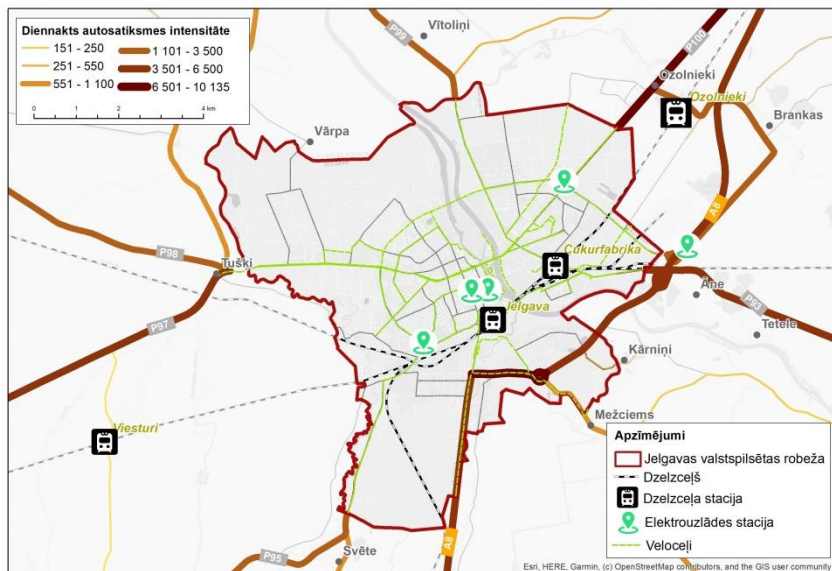 Diennakts autosatiksmes intensitāte
151 - 250
251 - 550
551 - 1 100
1 101 - 3 500
3 501 - 6 500
6 501 - 10 135
0 2 4 km
Vītoliņi
P99
P100
Ozolnieki
Ozolnieki
Brankas
Vārpa
A8
Cukurfabrika
P98
Tušķi
Jelgava
Āne
P93
Tetele
P97
Kārniņi
Viesturi
Mežciems
P95
Svēte
A8
Apzīmējumi
Jelgavas valstspilsētas robeža
Dzelzceļš
Dzelzceļa stacija
Elektrouzlādes stacija
Veloceļi
Esri, HERE, Garmin, (c) OpenStreetMap contributors, and the GIS user community